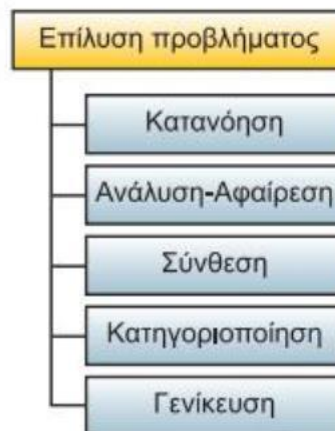 Επίλυση προβλήματος
Κατανόηση
Ανάλυση-Αφαίρεση
Σύνθεση
Κατηγοριοποίηση
Γενίκευση